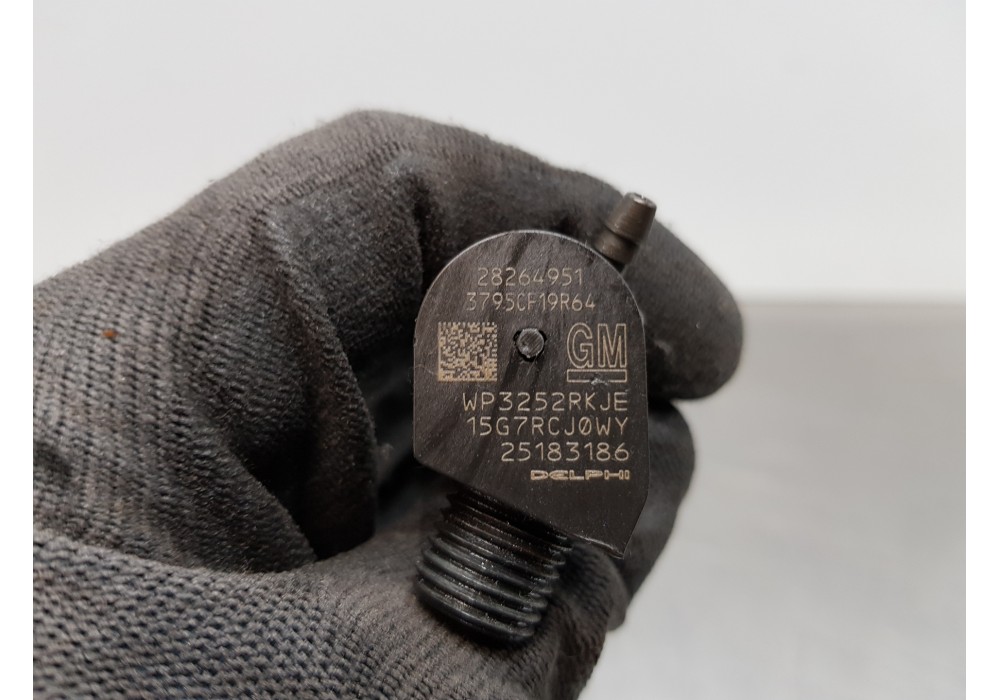 28264951
3795CF19R64
GM
WP3252RKJE
15G7RCJ0WY
25183186
DELPHI